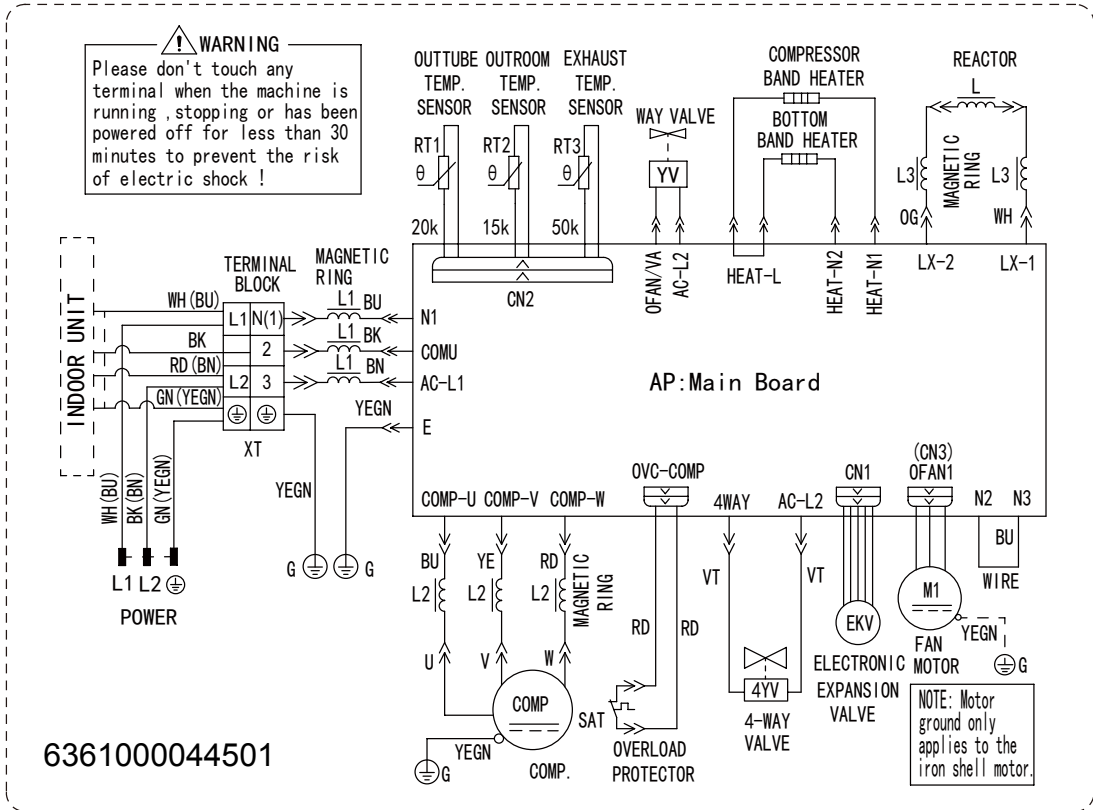 WARNING
Please don't touch any
terminal when the machine is
running ,stopping or has been
powered off for less than 30
minutes to prevent the risk
of electric shock !
OUTTUBE
TEMP.
SENSOR
OUTROOM
TEMP.
SENSOR
EXHAUST
TEMP.
SENSOR
RT1
θ
20k
RT2
θ
15k
RT3
θ
50k
CN2
WAY VALVE
YV
OFAN/VA
AC-L2
COMPRESSOR
BAND HEATER
BOTTOM
BAND HEATER
HEAT-L
HEAT-N2
HEAT-N1
REACTOR
L
L3
MAGNETIC
RING
L3
OG
WH
LX-2
LX-1
INDOOR UNIT
TERMINAL
BLOCK
MAGNETIC
RING
WH(BU)
L1
N(1)
L1
BU
N1
BK
2
L1
BK
COMU
RD(BN)
L2
3
L1
BN
AC-L1
GN(YEGN)
YEGN
E
XT
AP:Main Board
WH(BU)
BK(BN)
GN(YEGN)
YEGN
G
G
L1
L2
POWER
COMP-U
COMP-V
COMP-W
OVC-COMP
4WAY
AC-L2
CN1
(CN3)
OFAN1
N2
N3
BU
WIRE
BU
YE
RD
L2
L2
L2
MAGNETIC
RING
U
V
W
COMP
YEGN
G
COMP.
RD
RD
SAT
OVERLOAD
PROTECTOR
VT
VT
4YV
4-WAY
VALVE
EKV
ELECTRONIC
EXPANSION
VALVE
M1
FAN
MOTOR
YEGN
G
NOTE: Motor
ground only
applies to the
iron shell motor.
6361000044501